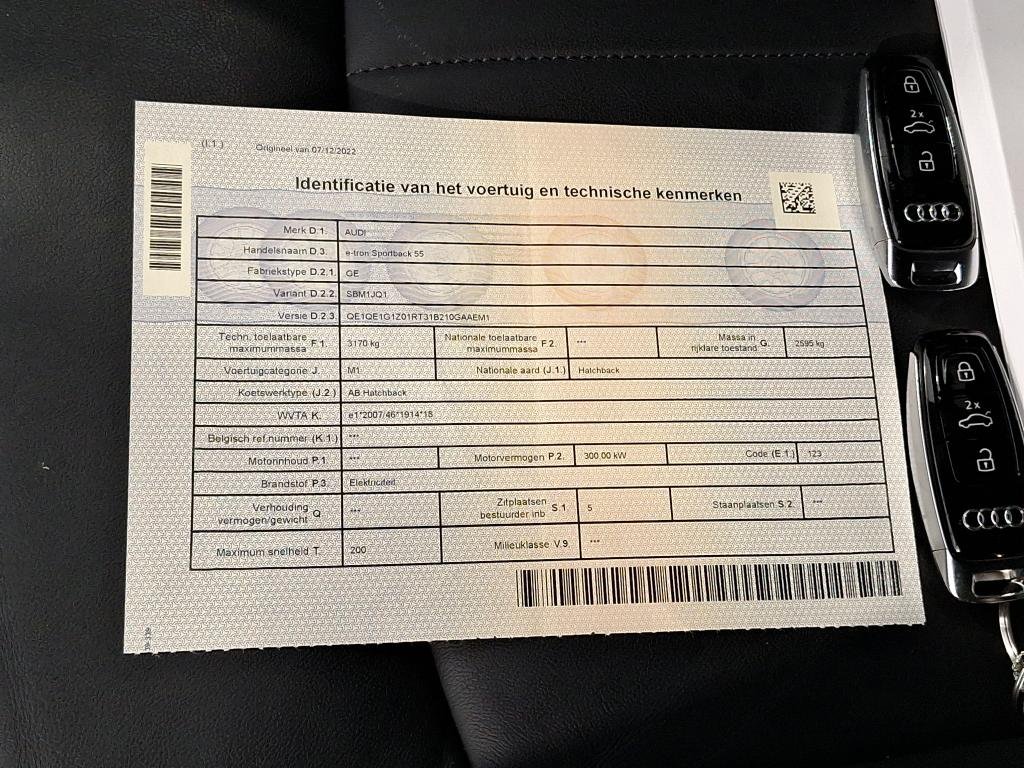 (I.1.) Origineel van 07/12/2022
Identificatie van het voertuig en technische kenmerken
Merk D.1. AUDI
Handelsnaam D.3. e-tron Sportback 55
Fabriekstype D.2.1. GE
Variant D.2.2. SBM1JQ1
Versie D.2.3. QE1QE1G1Z01RT31B210GAAEM1
Techn. toelaatbare maximummassa F.1. 3170 kg Nationale toelaatbare maximummassa F.2. *** Massa in rijklare toestand G. 2595 kg
Voertuigcategorie J. M1 Nationale aard (J.1.) Hatchback
Koetswerktype (J.2.) AB Hatchback
WVTA K. e1*2007/46*1914*18
Belgisch ref.nummer (K.1.) ***
Motorinhoud P.1. *** Motorvermogen P.2. 300.00 kW Code (E.1.) 123
Brandstof P.3. Elektriciteit
Verhouding vermogen/gewicht Q *** Zitplaatsen bestuurder inb S.1. 5 Staanplaatsen S.2. ***
Maximum snelheid T. 200 Milieuklasse V.9. ***
2x
2x